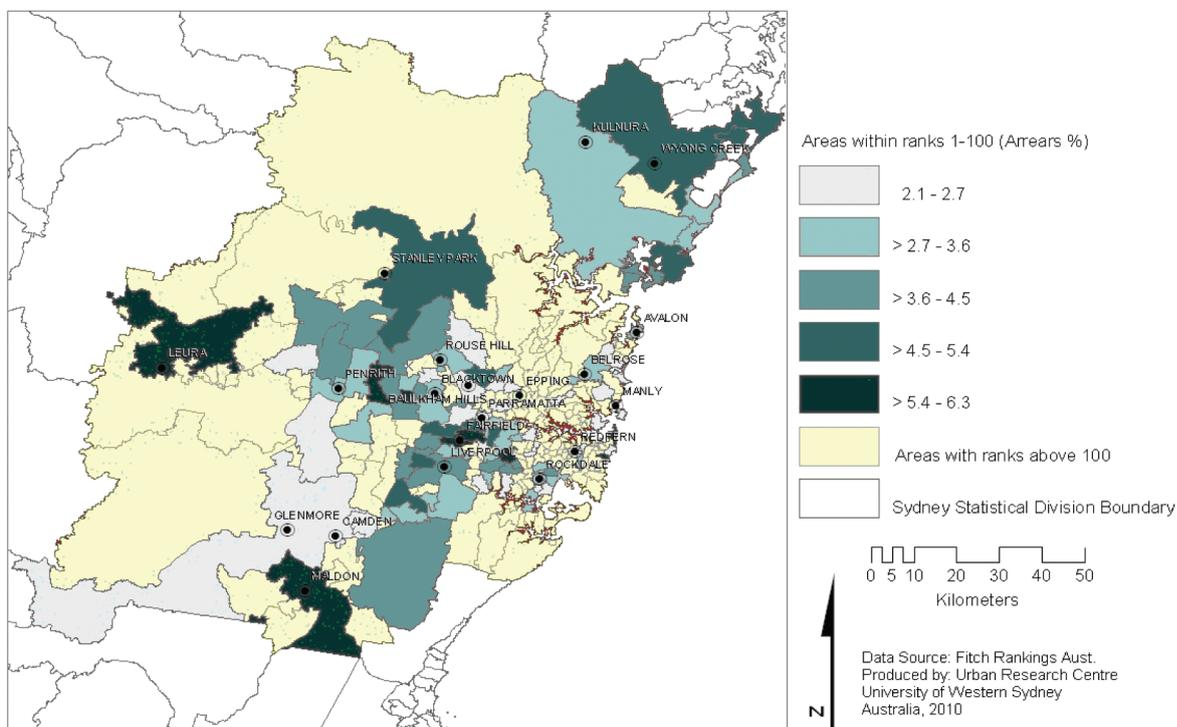 KULNURA
WYONG CREEK
STANLEY PARK
AVALON
LEURA
ROUSE HILL
BELROSE
PENRITH
BLACKTOWN
EPPING
MANLY
BAULKHAM HILLS
PARRAMATTA
FAIRFIELD
REDFERN
LIVERPOOL
ROCKDALE
GLENMORE
CAMDEN
MALDON
Areas within ranks 1-100 (Arrears %)
2.1 - 2.7
> 2.7 - 3.6
> 3.6 - 4.5
> 4.5 - 5.4
> 5.4 - 6.3
Areas with ranks above 100
Sydney Statistical Division Boundary
0 5 10 20 30 40 50
Kilometers
Data Source: Fitch Rankings Aust.
Produced by: Urban Research Centre
University of Western Sydney
Australia, 2010
N